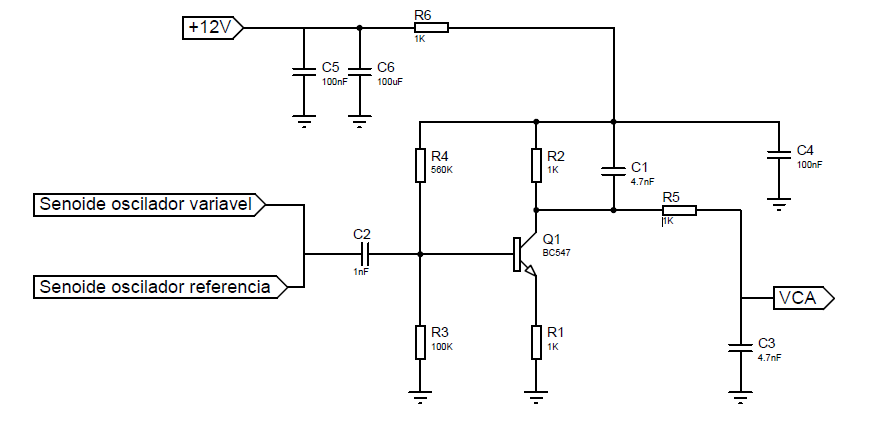 R6
+12V
1K
C5
100nF
C6
100uF
R4
560K
R2
1K
C1
4.7nF
C4
100nF
R5
1K
Senoide oscilador variavel
C2
1nF
Q1
BC547
Senoide oscilador referencia
VCA
R3
100K
R1
1K
C3
4.7nF